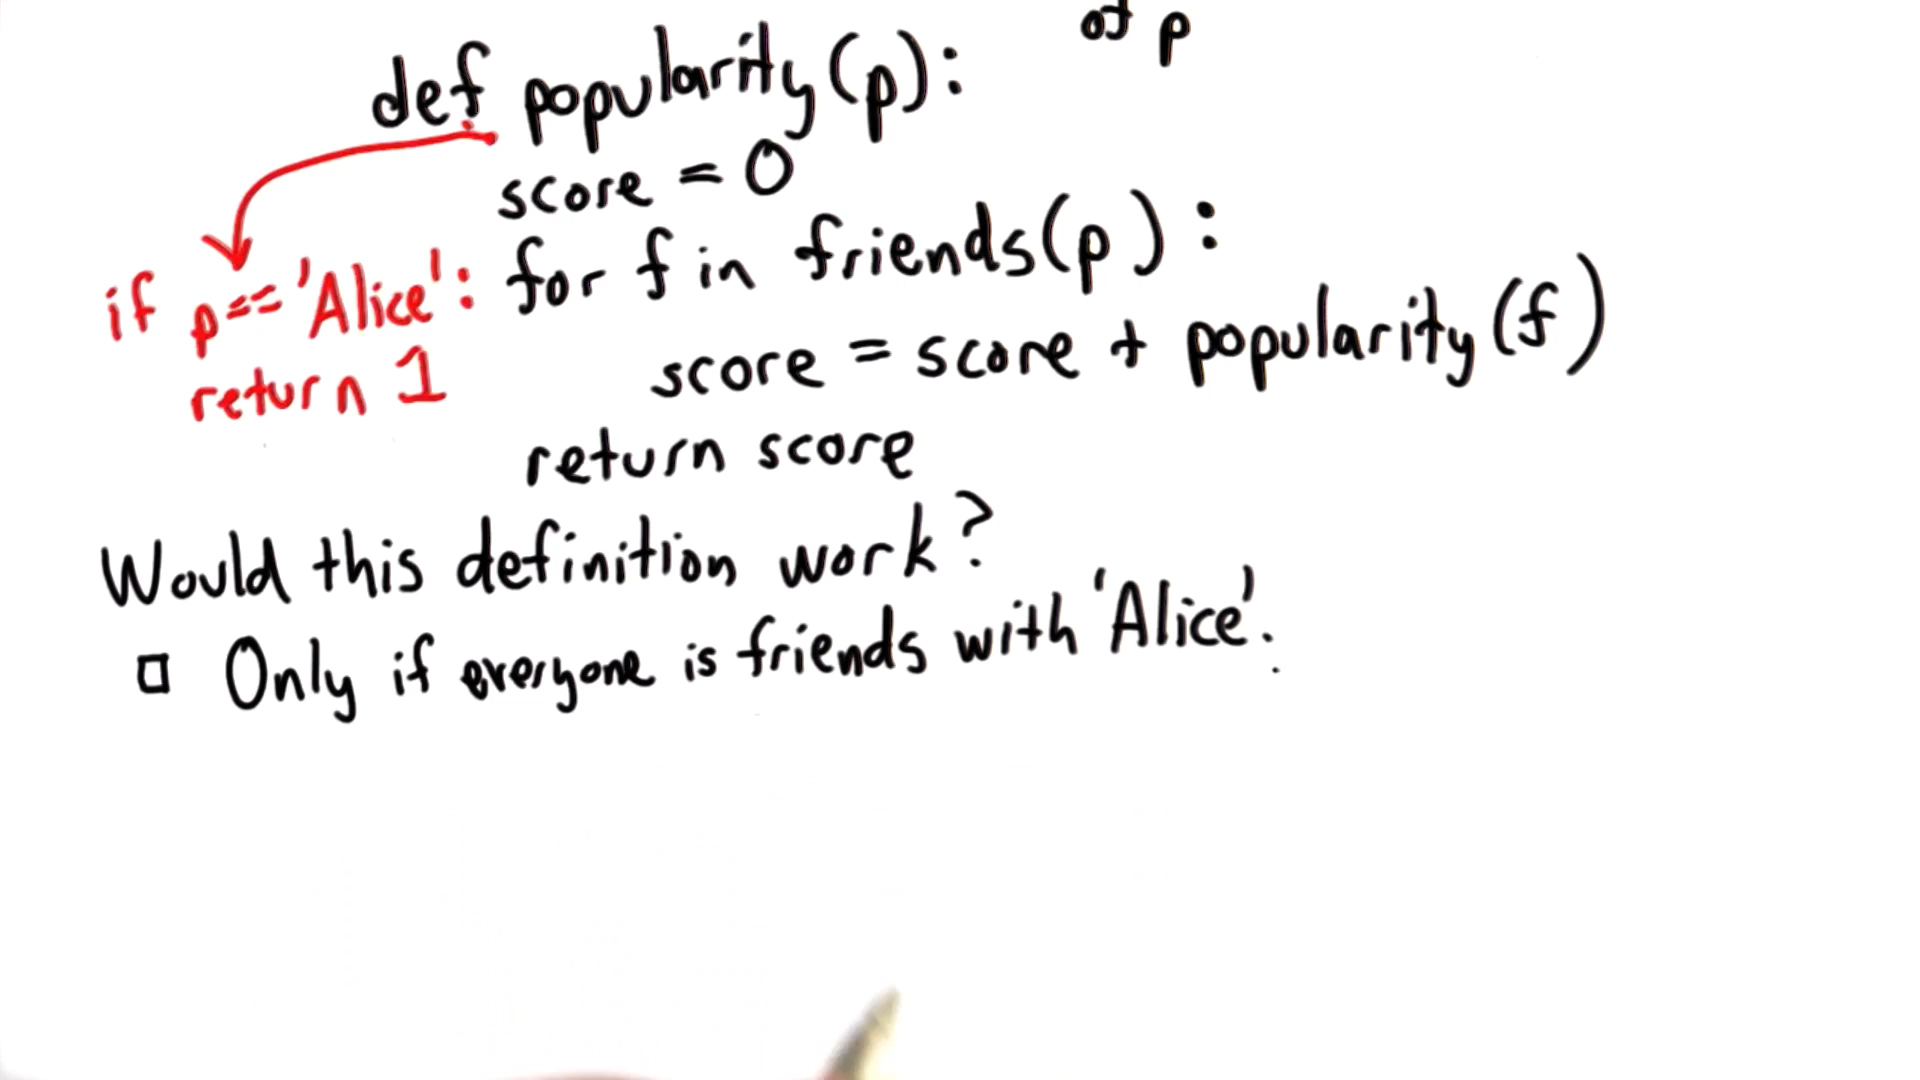 of p
def popularity(p):
score = 0
if p=='Alice':
return 1
for f in friends(p):
score = score + popularity(f)
return score
Would this definition work?
Only if everyone is friends with 'Alice'.